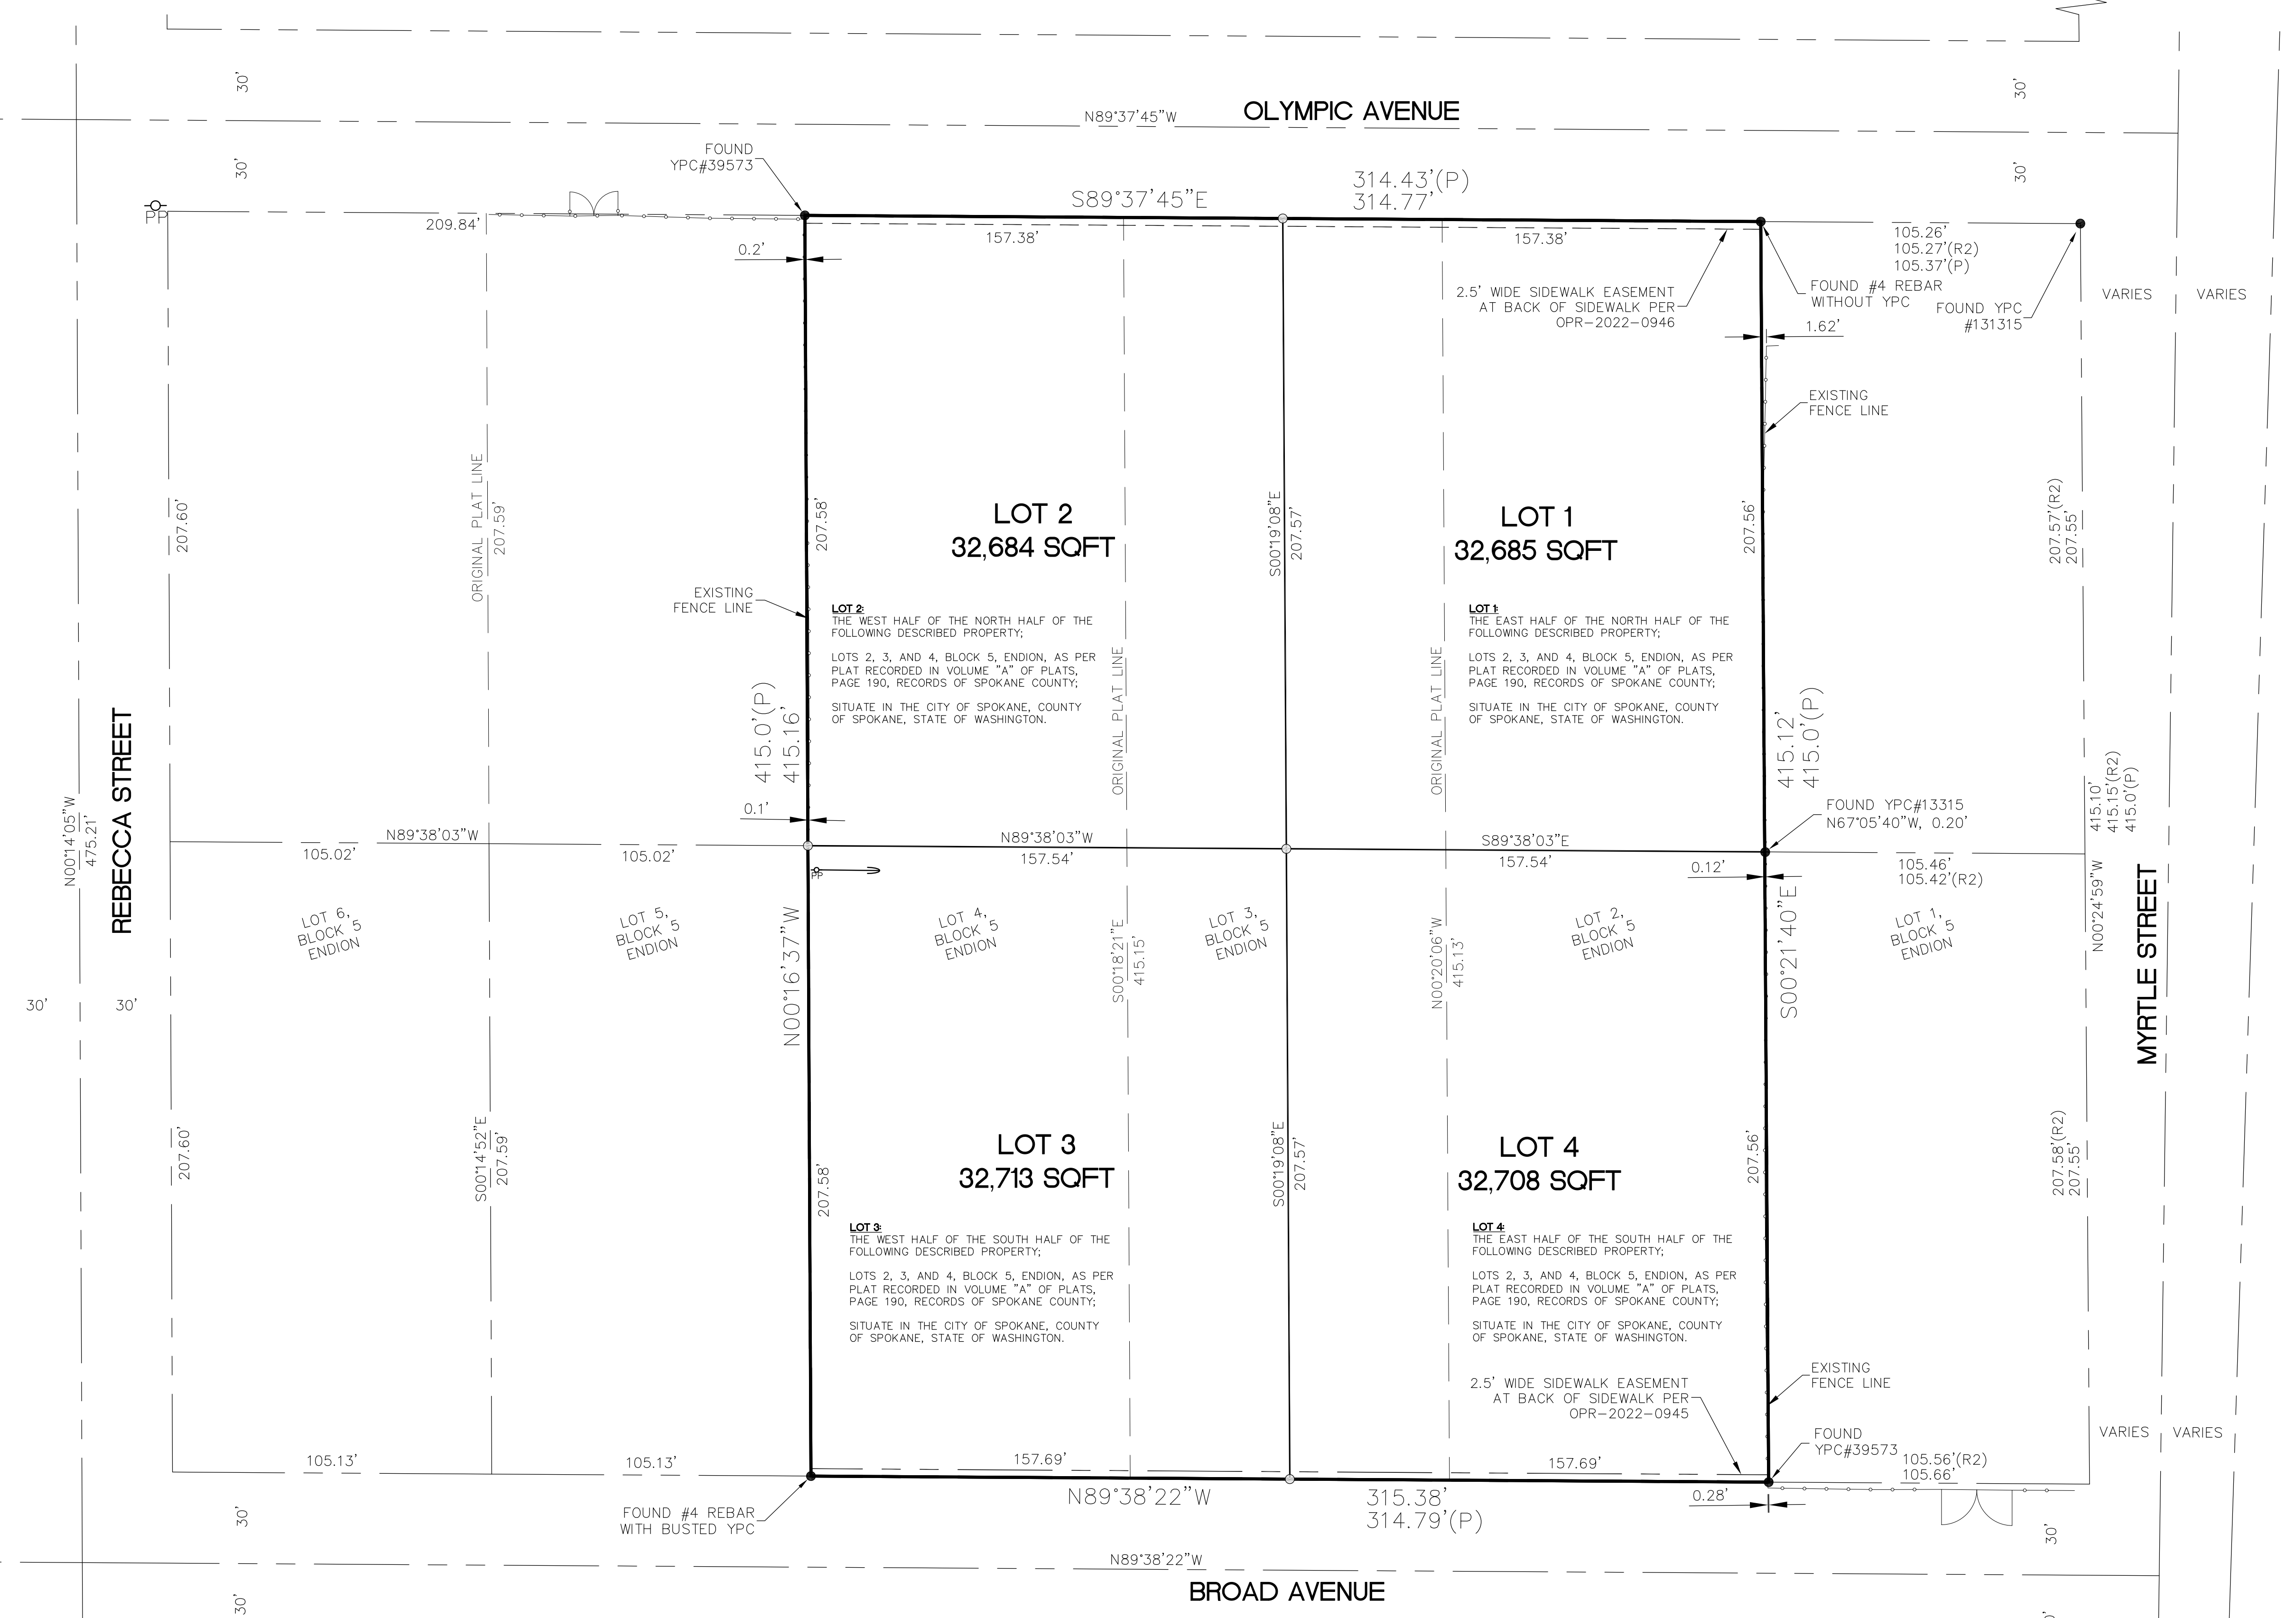 30'
30'
OLYMPIC AVENUE
N89°37'45"W
30'
30'
FOUND
YPC#39573
S89°37'45"E
314.43'(P)
314.77'
PP
209.84'
0.2'
157.38'
157.38'
105.26'
105.27'(R2)
105.37'(P)
2.5' WIDE SIDEWALK EASEMENT
AT BACK OF SIDEWALK PER
OPR-2022-0946
FOUND #4 REBAR
WITHOUT YPC
FOUND YPC
#131315
VARIES
VARIES
1.62'
EXISTING
FENCE LINE
ORIGINAL PLAT LINE
207.59'
207.60'
207.58'
LOT 2
32,684 SQFT
S00°19'08"E
207.57'
LOT 1
32,685 SQFT
207.56'
207.57'(R2)
207.55'
EXISTING
FENCE LINE
LOT 2:
THE WEST HALF OF THE NORTH HALF OF THE
FOLLOWING DESCRIBED PROPERTY;
LOTS 2, 3, AND 4, BLOCK 5, ENDION, AS PER
PLAT RECORDED IN VOLUME "A" OF PLATS,
PAGE 190, RECORDS OF SPOKANE COUNTY;
SITUATE IN THE CITY OF SPOKANE, COUNTY
OF SPOKANE, STATE OF WASHINGTON.
ORIGINAL PLAT LINE
ORIGINAL PLAT LINE
LOT 1:
THE EAST HALF OF THE NORTH HALF OF THE
FOLLOWING DESCRIBED PROPERTY;
LOTS 2, 3, AND 4, BLOCK 5, ENDION, AS PER
PLAT RECORDED IN VOLUME "A" OF PLATS,
PAGE 190, RECORDS OF SPOKANE COUNTY;
SITUATE IN THE CITY OF SPOKANE, COUNTY
OF SPOKANE, STATE OF WASHINGTON.
REBECCA STREET
N00°14'05"W
475.21'
415.0'(P)
415.16'
415.12'
415.0'(P)
415.10'
415.15'(R2)
415.0'(P)
0.1'
FOUND YPC#13315
N67°05'40"W, 0.20'
N89°38'03"W
105.02'
105.02'
N89°38'03"W
157.54'
S89°38'03"E
157.54'
PP
0.12'
105.46'
105.42'(R2)
N00°24'59"W
MYRTLE STREET
LOT 6,
BLOCK 5
ENDION
LOT 5,
BLOCK 5
ENDION
LOT 4,
BLOCK 5
ENDION
LOT 3,
BLOCK 5
ENDION
LOT 2,
BLOCK 5
ENDION
LOT 1,
BLOCK 5
ENDION
N00°16'37"W
S00°18'21"E
415.15'
N00°20'06"W
415.13'
S00°21'40"E
30'
30'
207.60'
S00°14'52"E
207.59'
207.58'
LOT 3
32,713 SQFT
S00°19'08"E
207.57'
LOT 4
32,708 SQFT
207.56'
207.58'(R2)
207.55'
LOT 3:
THE WEST HALF OF THE SOUTH HALF OF THE
FOLLOWING DESCRIBED PROPERTY;
LOTS 2, 3, AND 4, BLOCK 5, ENDION, AS PER
PLAT RECORDED IN VOLUME "A" OF PLATS,
PAGE 190, RECORDS OF SPOKANE COUNTY;
SITUATE IN THE CITY OF SPOKANE, COUNTY
OF SPOKANE, STATE OF WASHINGTON.
LOT 4:
THE EAST HALF OF THE SOUTH HALF OF THE
FOLLOWING DESCRIBED PROPERTY;
LOTS 2, 3, AND 4, BLOCK 5, ENDION, AS PER
PLAT RECORDED IN VOLUME "A" OF PLATS,
PAGE 190, RECORDS OF SPOKANE COUNTY;
SITUATE IN THE CITY OF SPOKANE, COUNTY
OF SPOKANE, STATE OF WASHINGTON.
EXISTING
FENCE LINE
2.5' WIDE SIDEWALK EASEMENT
AT BACK OF SIDEWALK PER
OPR-2022-0945
FOUND
YPC#39573
VARIES
VARIES
105.13'
105.13'
157.69'
157.69'
105.56'(R2)
105.66'
N89°38'22"W
315.38'
314.79'(P)
0.28'
FOUND #4 REBAR
WITH BUSTED YPC
30'
30'
N89°38'22"W
BROAD AVENUE
30'